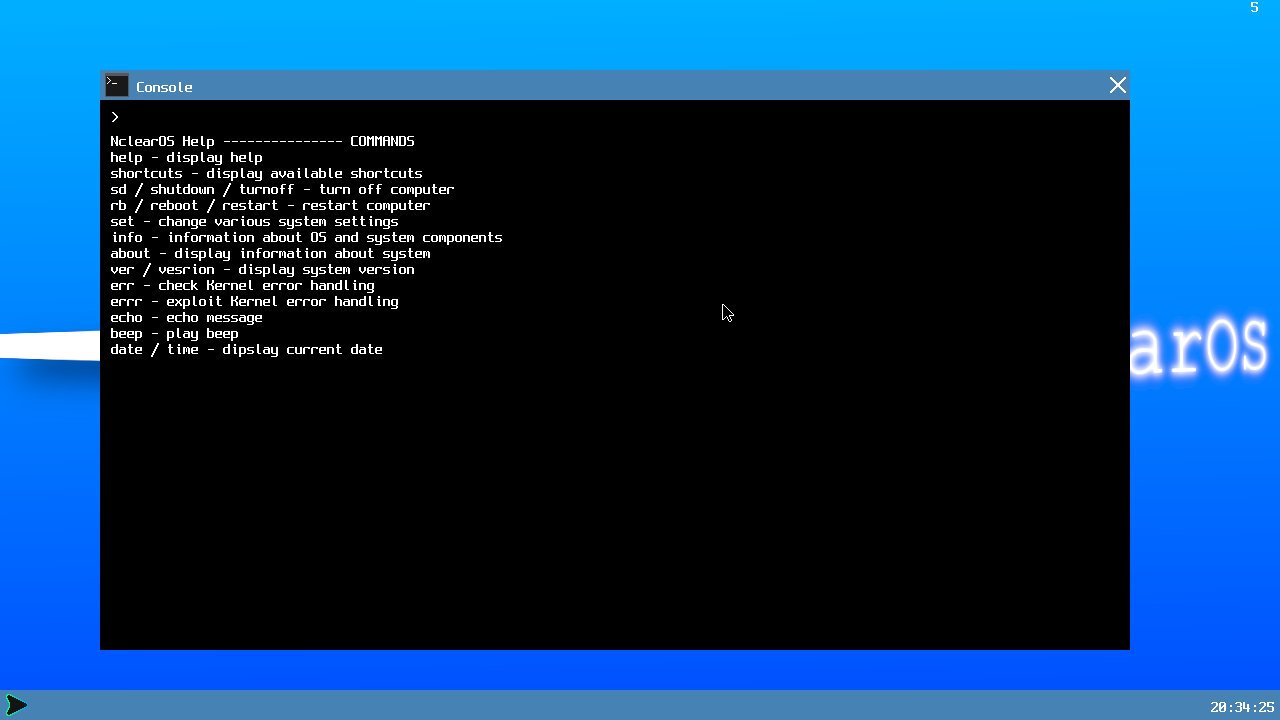 5
Console
>
NclearOS Help --------------- COMMANDS
help - display help
shortcuts - display available shortcuts
sd / shutdown / turnoff - turn off computer
rb / reboot / restart - restart computer
set - change various system settings
info - information about OS and system components
about - display information about system
ver / vesrion - display system version
err - check Kernel error handling
errr - exploit Kernel error handling
echo - echo message
beep - play beep
date / time - dipslay current date
arOS
20:34:25